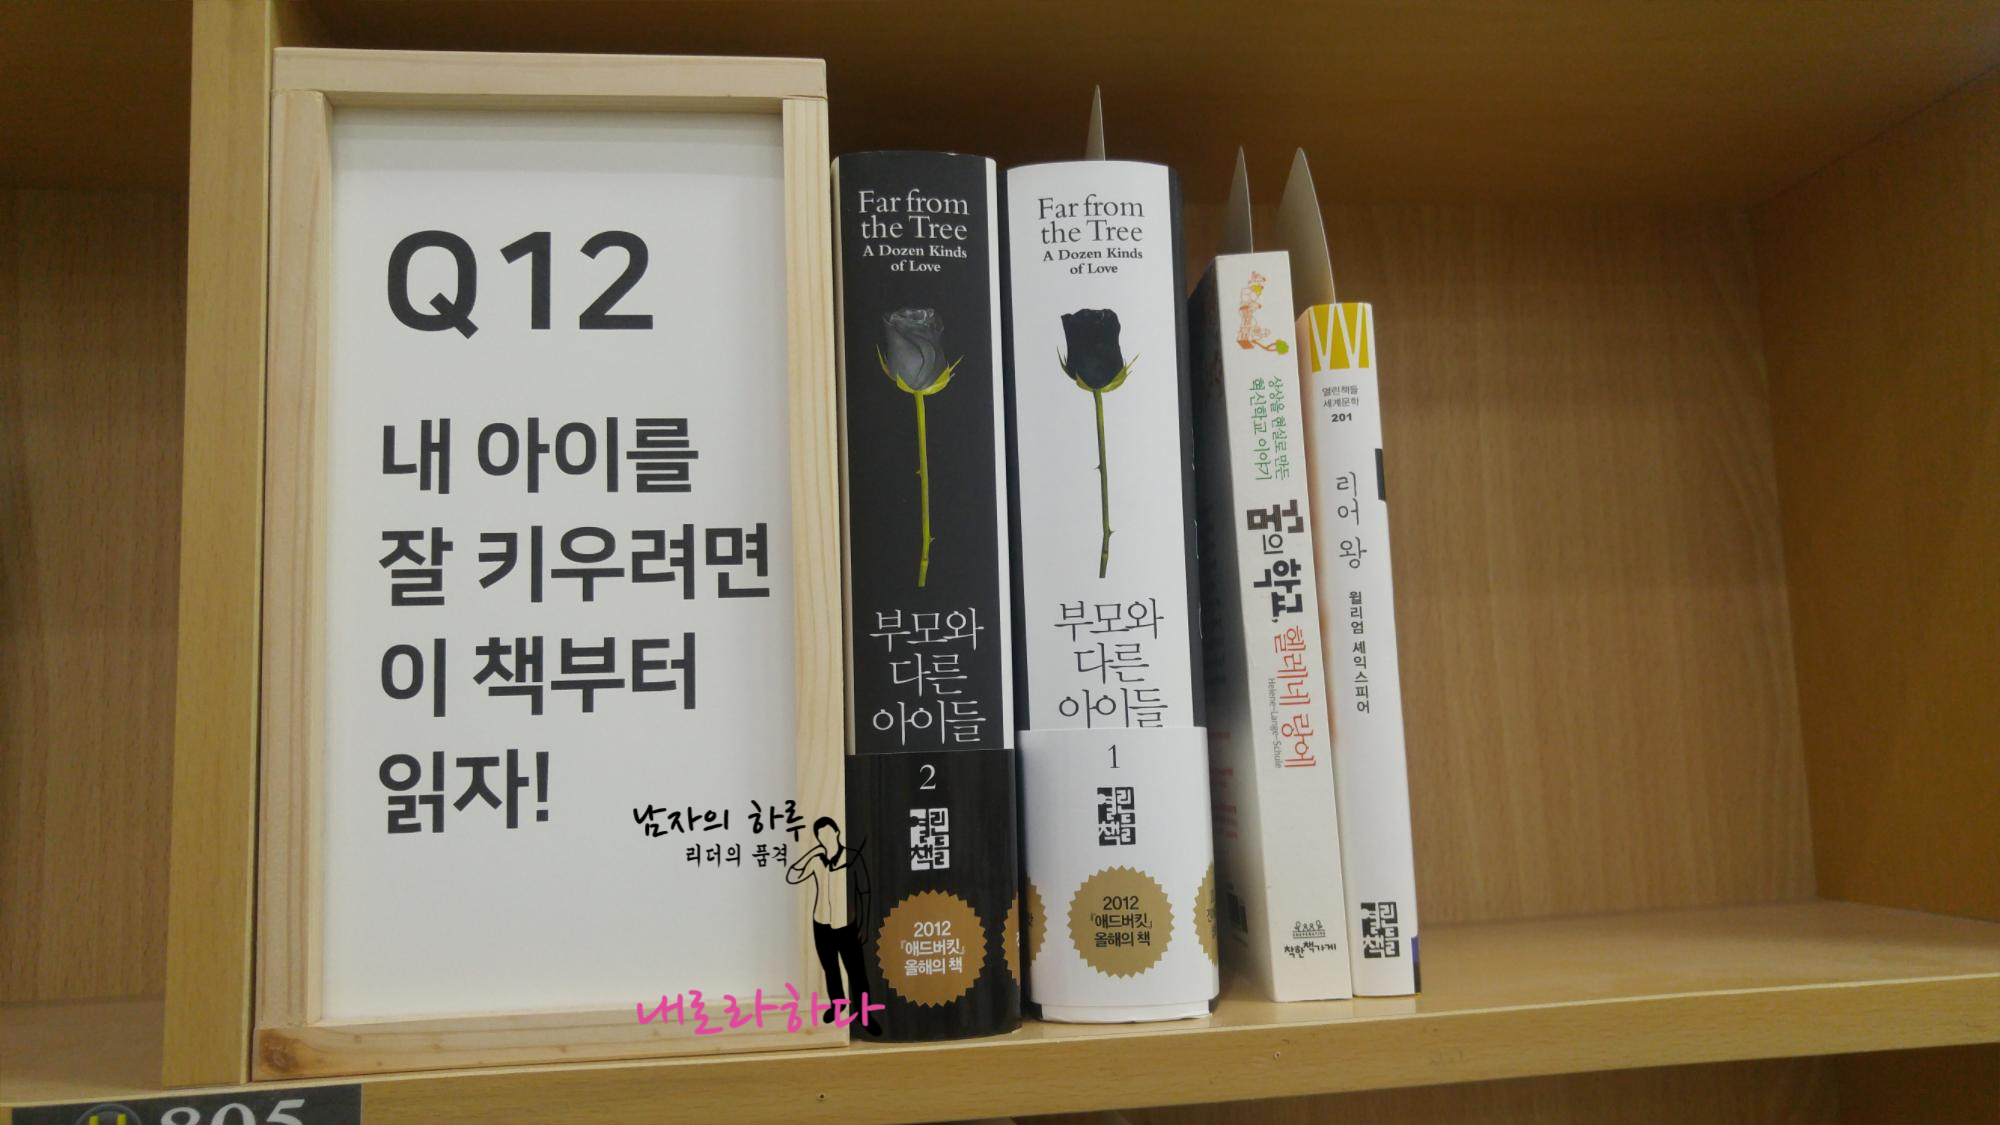 Q12
내 아이를
잘 키우려면
이 책부터
읽자!
남자의 하루
리더의 품격
내로라하다
Far from
the Tree
A Dozen Kinds
of Love
부모와
다른
아이들
2
열린책들
2012
『애드버킷』
올해의 책
Far from
the Tree
A Dozen Kinds
of Love
부모와
다른
아이들
1
열린책들
2012
『애드버킷』
올해의 책
상상을 현실로 만든
혁신학교 이야기
꿈의 학교, 헬레네 랑에
Helene-Lange-Schule
착한책가게
열린책들
세계문학
201
리어 왕
윌리엄 셰익스피어
열린책들
805